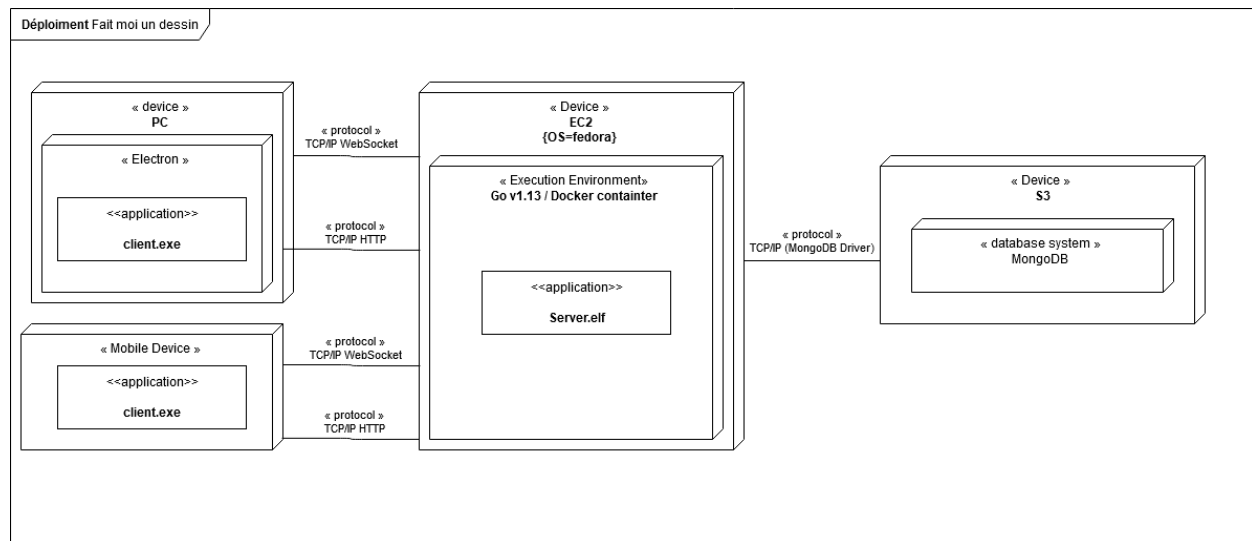 Déploiment Fait moi un dessin
« device »
PC
« Electron »
<<application>>
client.exe
« Mobile Device »
<<application>>
client.exe
« protocol »
TCP/IP WebSocket
« protocol »
TCP/IP HTTP
« protocol »
TCP/IP WebSocket
« protocol »
TCP/IP HTTP
« Device »
EC2
{OS=fedora}
« Execution Environment»
Go v1.13 / Docker containter
<<application>>
Server.elf
« protocol »
TCP/IP (MongoDB Driver)
« Device »
S3
« database system »
MongoDB